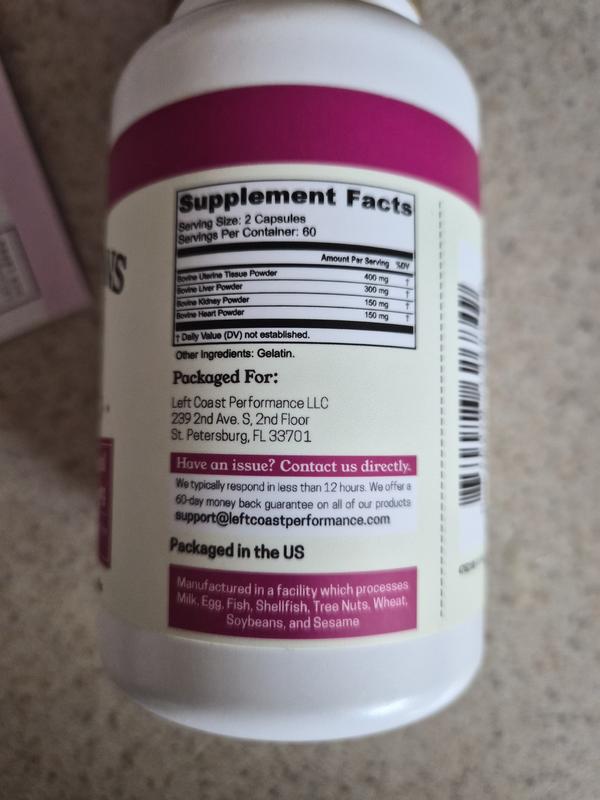 Supplement Facts
Serving Size: 2 Capsules
Servings Per Container: 60
Amount Per Serving %DV
Bovine Uterine Tissue Powder 400 mg †
Bovine Liver Powder 300 mg †
Bovine Kidney Powder 150 mg †
Bovine Heart Powder 150 mg †
† Daily Value (DV) not established.
Other Ingredients: Gelatin.
Packaged For:
Left Coast Performance LLC
239 2nd Ave. S, 2nd Floor
St. Petersburg, FL 33701
Have an issue? Contact us directly.
We typically respond in less than 12 hours. We offer a
60-day money back guarantee on all of our products
support@leftcoastperformance.com
Packaged in the US
Manufactured in a facility which processes
Milk, Egg, Fish, Shellfish, Tree Nuts, Wheat,
Soybeans, and Sesame